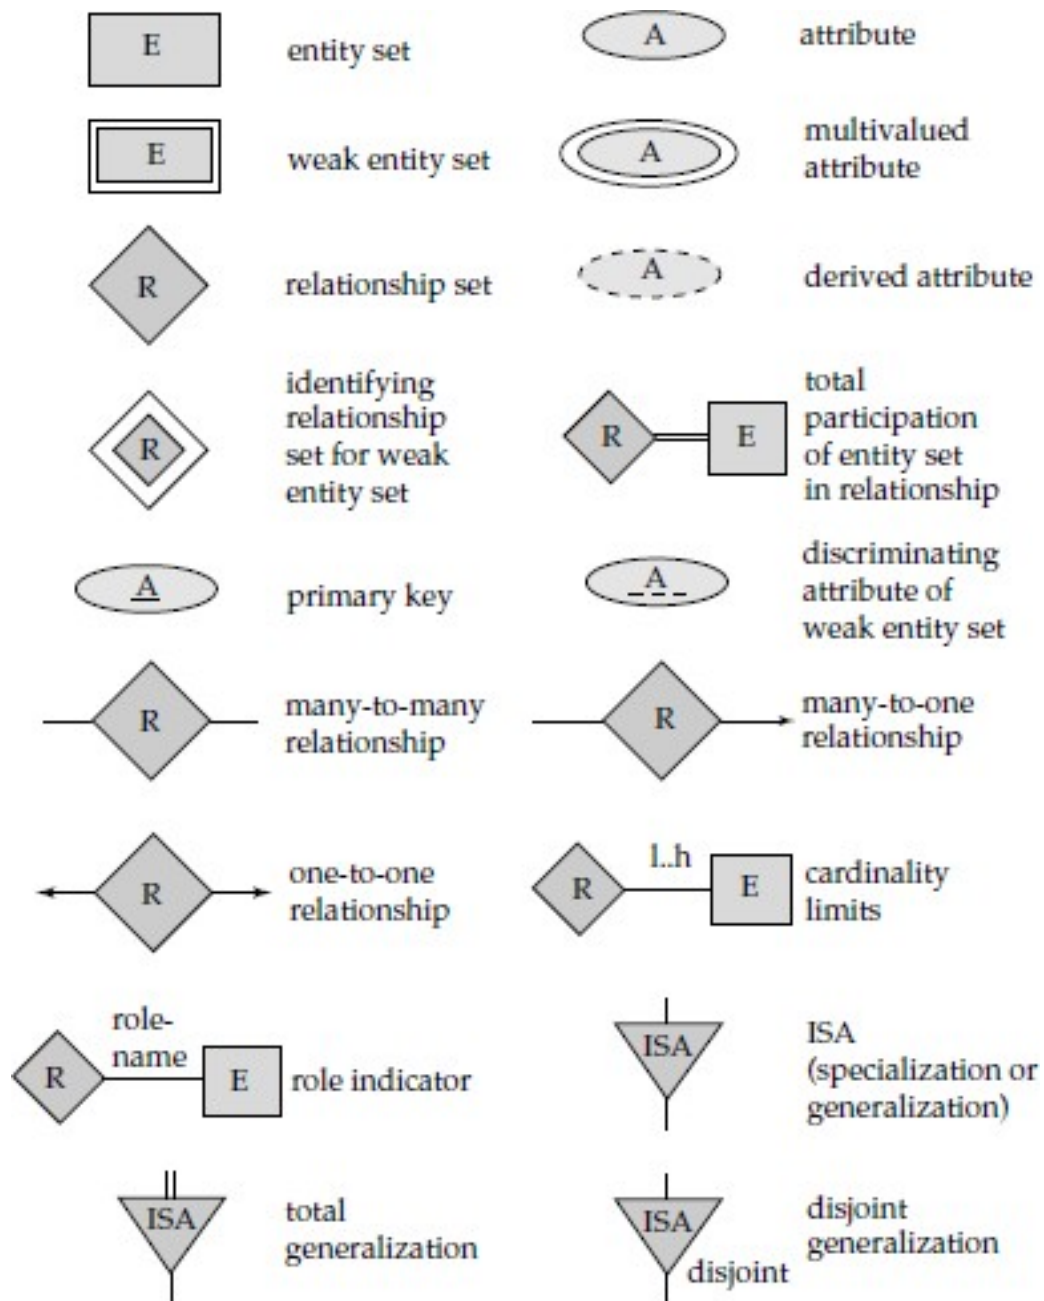 E
entity set
A
attribute
E
weak entity set
A
multivalued
attribute
R
relationship set
A
derived attribute
R
identifying
relationship
set for weak
entity set
R
E
total
participation
of entity set
in relationship
A
primary key
A
discriminating
attribute of
weak entity set
R
many-to-many
relationship
R
many-to-one
relationship
R
one-to-one
relationship
R
l..h
E
cardinality
limits
R
role-
name
E
role indicator
ISA
ISA
(specialization or
generalization)
ISA
total
generalization
ISA
disjoint
disjoint
generalization